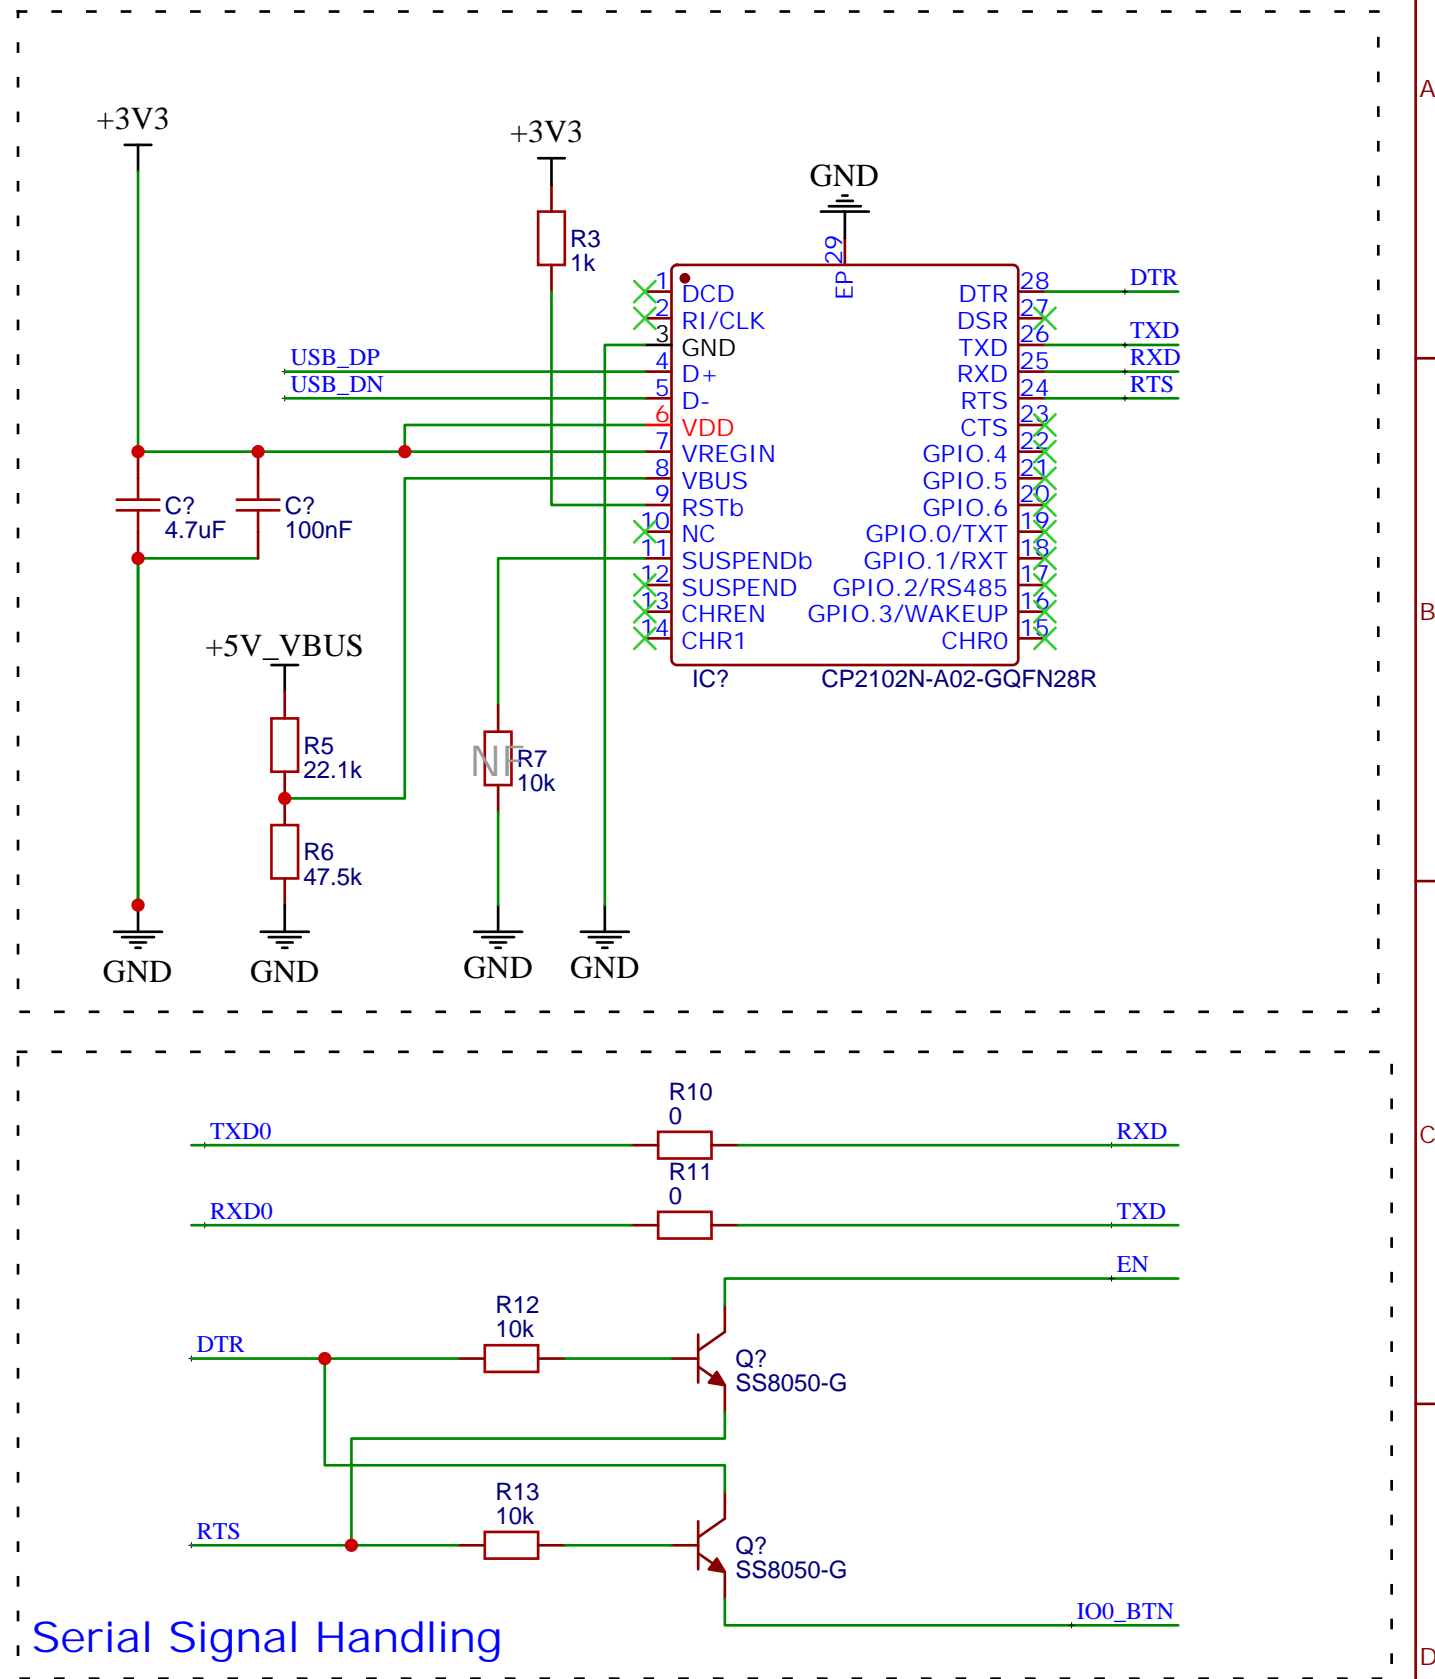 A
+3V3
+3V3
GND
R3
1k
EP 29
1 DCD
2 RI/CLK
3 GND
4 D+
5 D-
6 VDD
7 VREGIN
8 VBUS
9 RSTb
10 NC
11 SUSPENDb
12 SUSPEND
13 CHREN
14 CHR1
DTR 28 DTR
DSR 27
TXD 26 TXD
RXD 25 RXD
RTS 24 RTS
CTS 23
GPIO.4 22
GPIO.5 21
GPIO.6 20
GPIO.0/TXT 19
GPIO.1/RXT 18
GPIO.2/RS485 17
GPIO.3/WAKEUP 16
CHR0 15
USB_DP
USB_DN
C?
4.7uF
C?
100nF
B
+5V_VBUS
IC? CP2102N-A02-GQFN28R
R5
22.1k
NF
R7
10k
R6
47.5k
GND
GND
GND
GND
R10
0
TXD0 RXD
C
R11
0
RXD0 TXD
EN
R12
10k
DTR
Q?
SS8050-G
R13
10k
RTS
Q?
SS8050-G
IO0_BTN
Serial Signal Handling
D